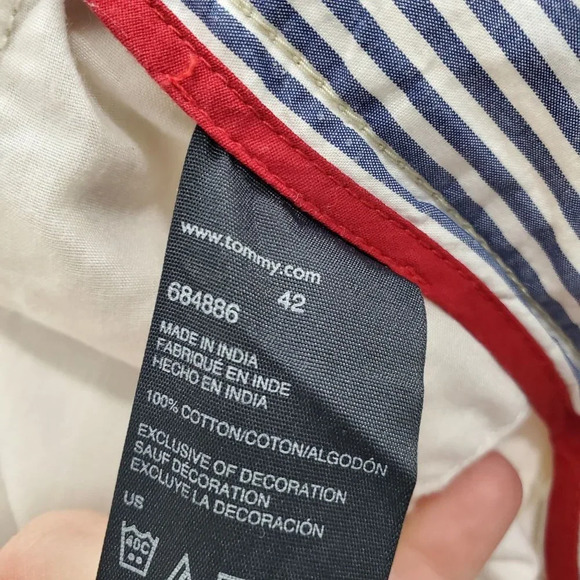 www.tommy.com
684886 42
MADE IN INDIA
FABRIQUÉ EN INDE
HECHO EN INDIA
100% COTTON/COTON/ALGODÓN
EXCLUSIVE OF DECORATION
SAUF DÉCORATION
EXCLUYE LA DECORACIÓN
US
40C